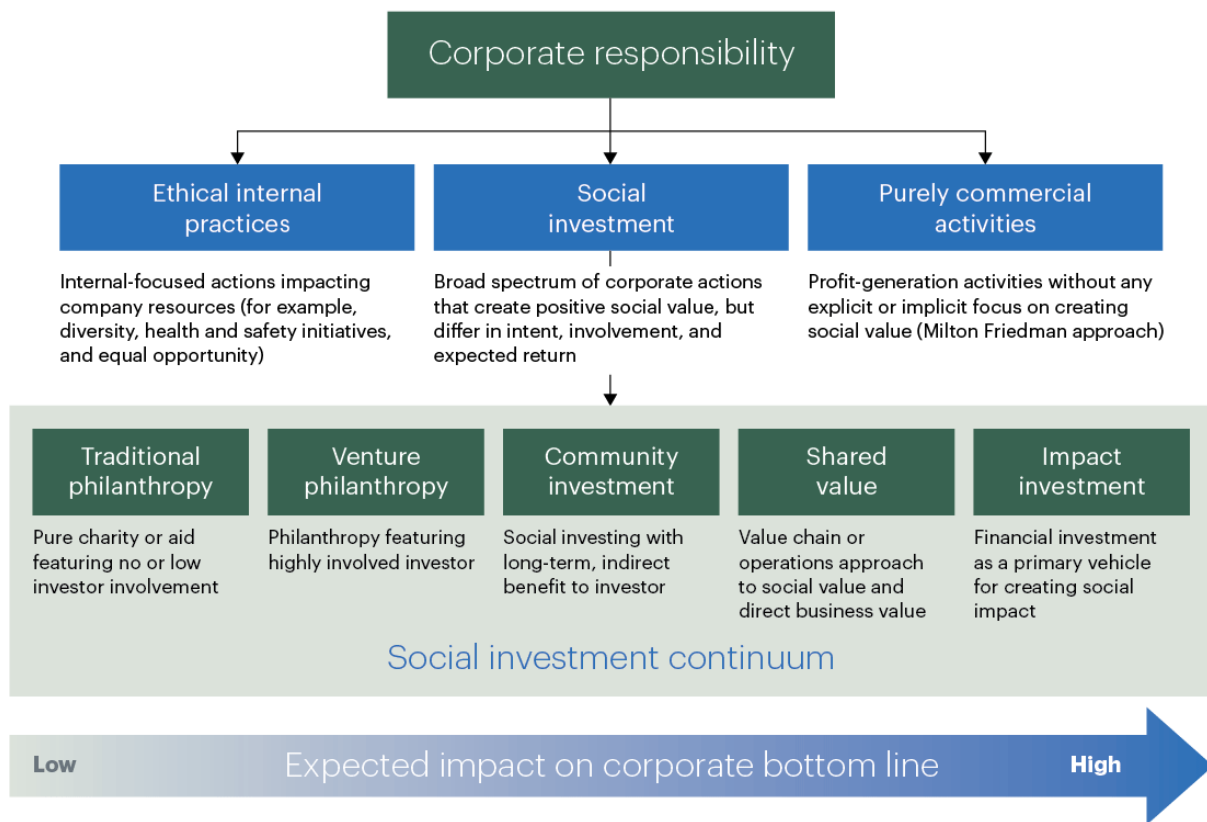 Corporate responsibility
Ethical internal
practices
Internal-focused actions impacting
company resources (for example,
diversity, health and safety initiatives,
and equal opportunity)
Social
investment
Broad spectrum of corporate actions
that create positive social value, but
differ in intent, involvement, and
expected return
Purely commercial
activities
Profit-generation activities without any
explicit or implicit focus on creating
social value (Milton Friedman approach)
Traditional
philanthropy
Pure charity or aid
featuring no or low
investor involvement
Venture
philanthropy
Philanthropy featuring
highly involved investor
Community
investment
Social investing with
long-term, indirect
benefit to investor
Shared
value
Value chain or
operations approach
to social value and
direct business value
Impact
investment
Financial investment
as a primary vehicle
for creating social
impact
Social investment continuum
Low
Expected impact on corporate bottom line
High